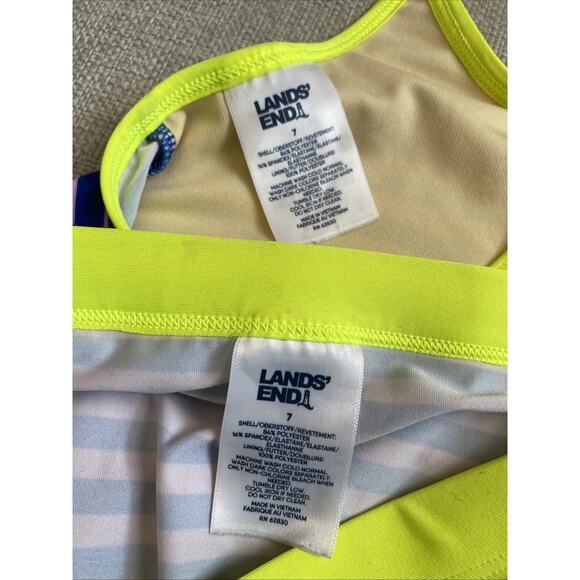 LANDS'
END
7
SHELL/OBERSTOFF/REVETEMENT:
84% POLYESTER
16% SPANDEX/ELASTANE/ELASTANE/
ELASTHANNE
LINING/FUTTER/DOUBLURE:
100% POLYESTER
MACHINE WASH COLD NORMAL.
WASH DARK COLORS SEPARATELY.
ONLY NON-CHLORINE BLEACH WHEN
NEEDED.
TUMBLE DRY LOW.
COOL IRON IF NEEDED.
DO NOT DRY CLEAN.
MADE IN VIETNAM
FABRIQUE AU VIETNAM
RN 62830
LANDS'
END
7
SHELL/OBERSTOFF/REVETEMENT:
84% POLYESTER
16% SPANDEX/ELASTANE/ELASTANE/
ELASTHANNE
LINING/FUTTER/DOUBLURE:
100% POLYESTER
MACHINE WASH COLD NORMAL.
WASH DARK COLORS SEPARATELY.
ONLY NON-CHLORINE BLEACH WHEN
NEEDED.
TUMBLE DRY LOW.
COOL IRON IF NEEDED.
DO NOT DRY CLEAN.
MADE IN VIETNAM
FABRIQUE AU VIETNAM
RN 62830